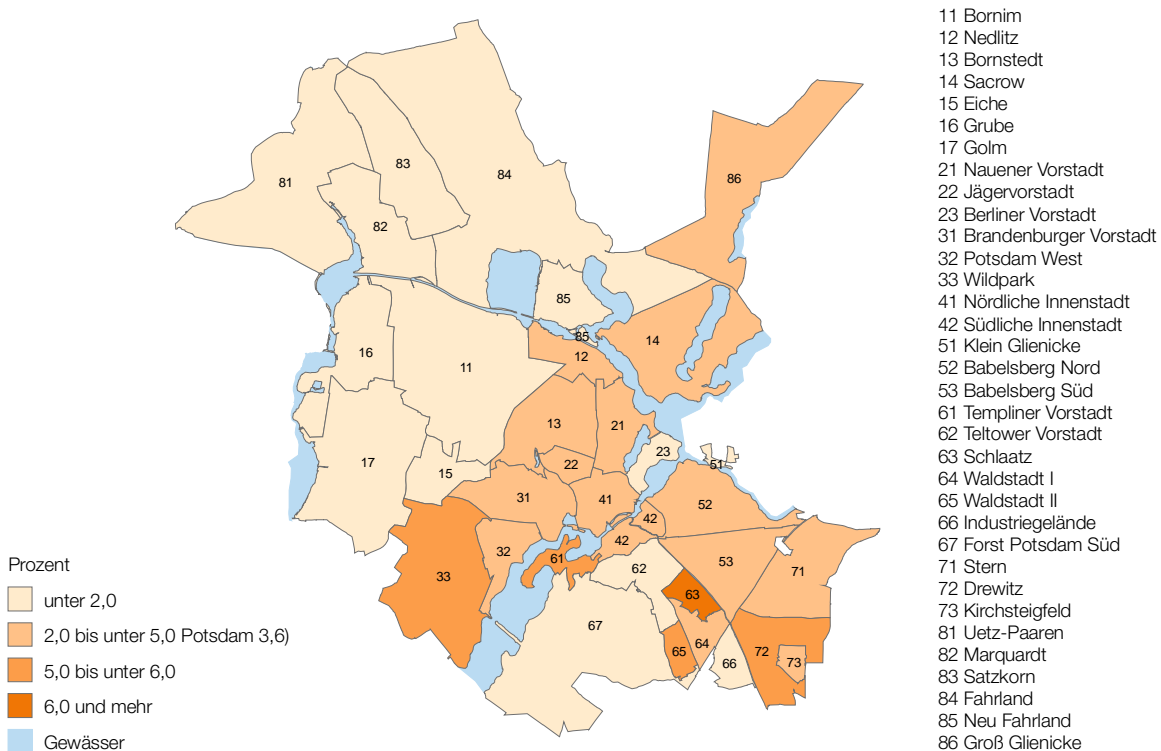 11 Bornim
12 Nedlitz
13 Bornstedt
14 Sacrow
15 Eiche
16 Grube
17 Golm
21 Nauener Vorstadt
22 Jägervorstadt
23 Berliner Vorstadt
31 Brandenburger Vorstadt
32 Potsdam West
33 Wildpark
41 Nördliche Innenstadt
42 Südliche Innenstadt
51 Klein Glienicke
52 Babelsberg Nord
53 Babelsberg Süd
61 Templiner Vorstadt
62 Teltower Vorstadt
63 Schlaatz
64 Waldstadt I
65 Waldstadt II
66 Industriegelände
67 Forst Potsdam Süd
71 Stern
72 Drewitz
73 Kirchsteigfeld
81 Uetz-Paaren
82 Marquardt
83 Satzkorn
84 Fahrland
85 Neu Fahrland
86 Groß Glienicke
83
84
86
81
82
85
85
14
16
12
11
13
21
23
17
15
22
51
31
41
52
42
32
42
61
53
71
33
62
63
67
64
65
66
72
73
Prozent
unter 2,0
2,0 bis unter 5,0 Potsdam 3,6)
5,0 bis unter 6,0
6,0 und mehr
Gewässer